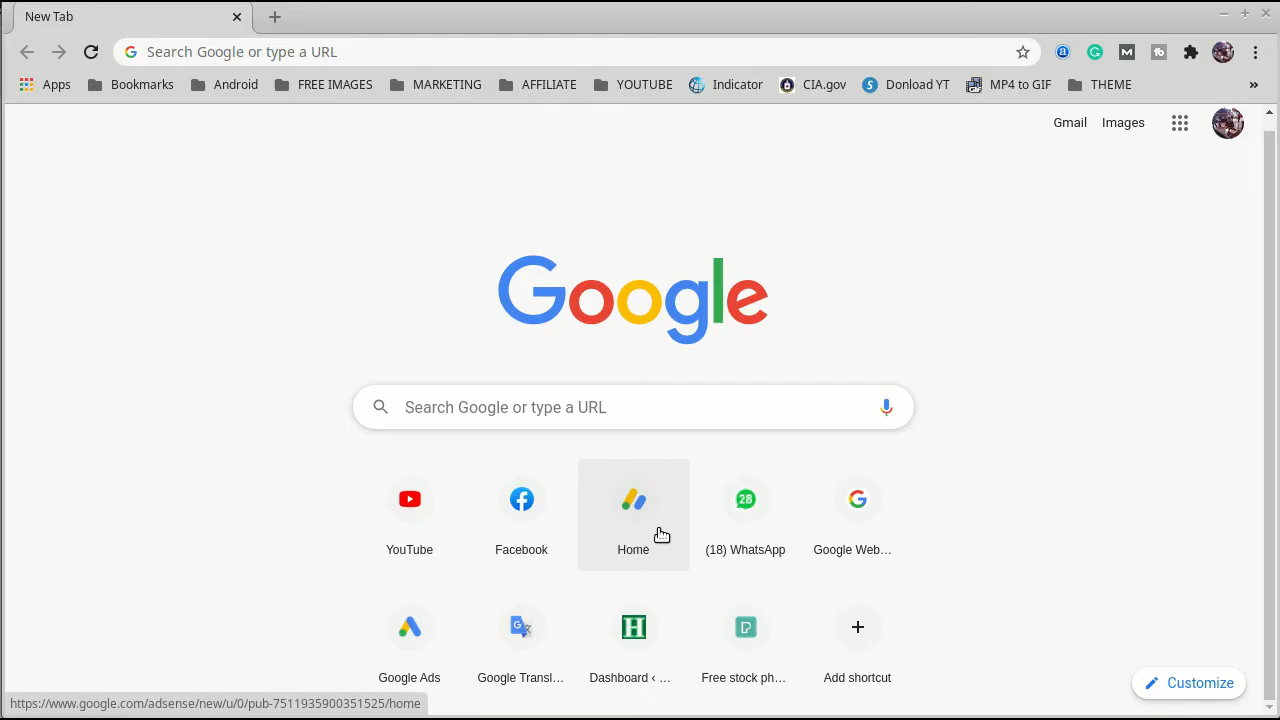 New Tab
Search Google or type a URL
Apps Bookmarks Android FREE IMAGES MARKETING AFFILIATE YOUTUBE Indicator CIA.gov Donload YT MP4 to GIF THEME »
Gmail Images
Google
Search Google or type a URL
28
YouTube Facebook Home (18) WhatsApp Google Web...
H
Google Ads Google Transl... Dashboard ‹ ... Free stock ph... Add shortcut
Customize
https://www.google.com/adsense/new/u/0/pub-7511935900351525/home